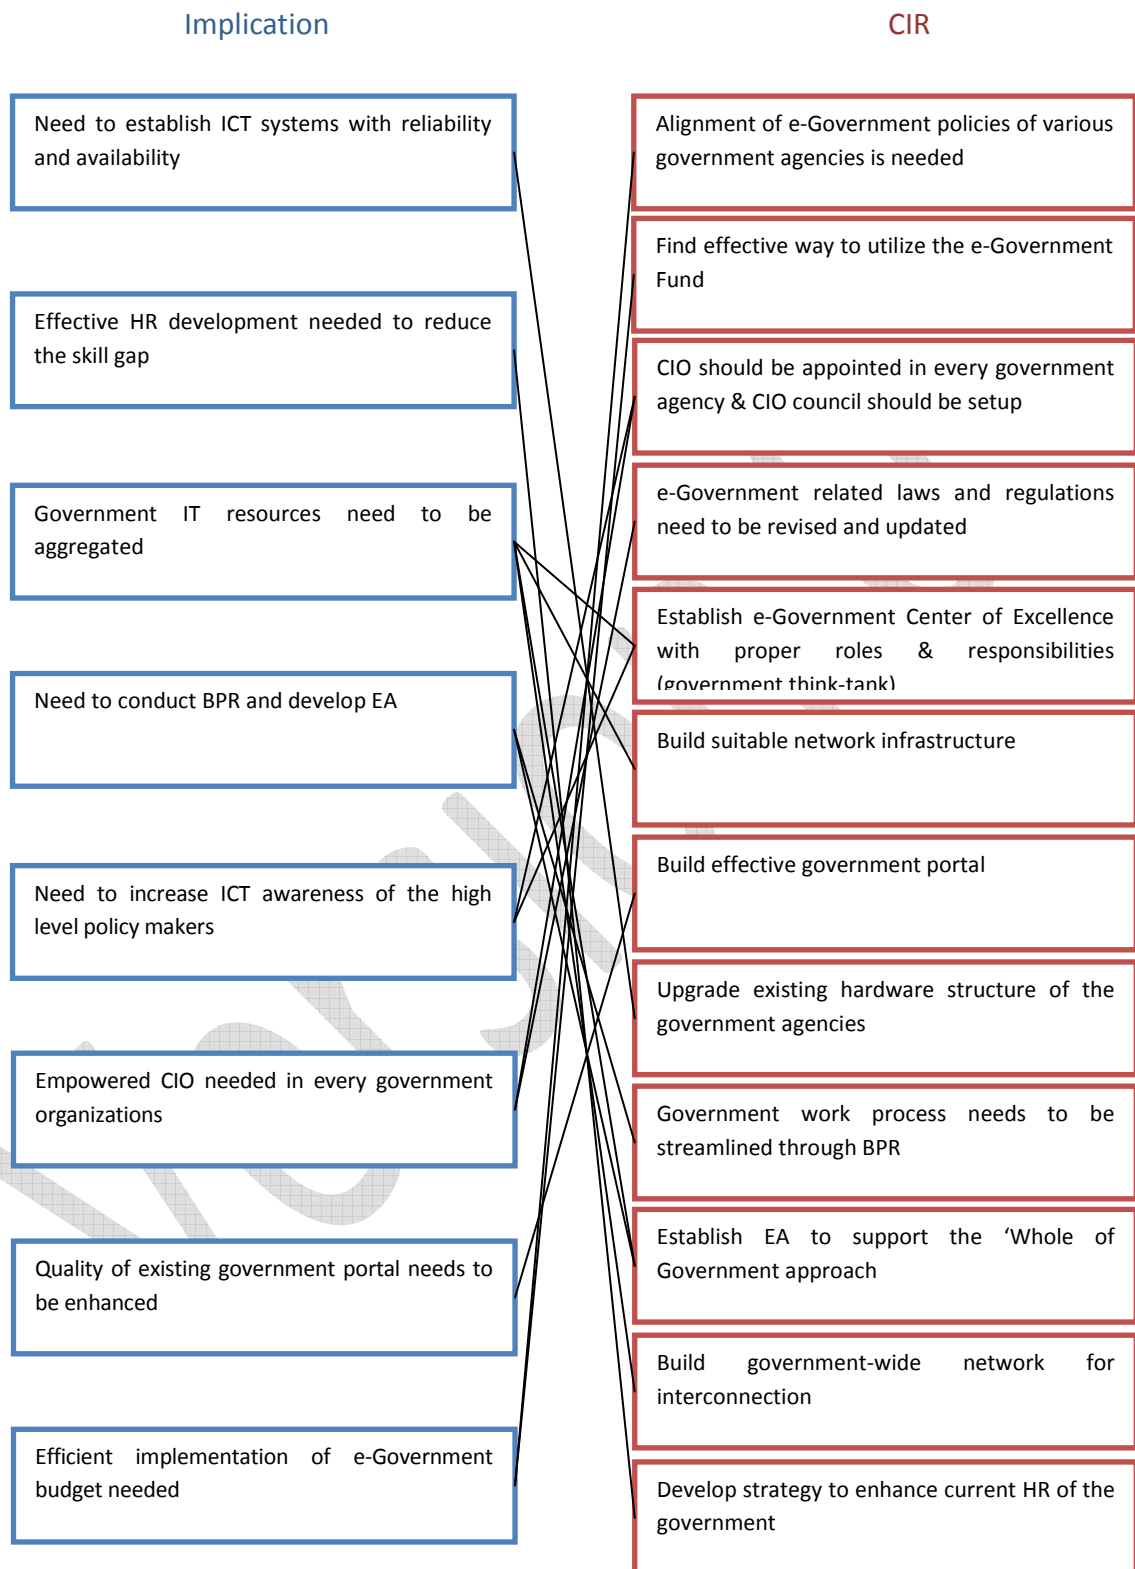 Implication
CIR
Need to establish ICT systems with reliability
and availability
Effective HR development needed to reduce
the skill gap
Government IT resources need to be
aggregated
Need to conduct BPR and develop EA
Need to increase ICT awareness of the high
level policy makers
Empowered CIO needed in every government
organizations
Quality of existing government portal needs to
be enhanced
Efficient implementation of e-Government
budget needed
Alignment of e-Government policies of various
government agencies is needed
Find effective way to utilize the e-Government
Fund
CIO should be appointed in every government
agency & CIO council should be setup
e-Government related laws and regulations
need to be revised and updated
Establish e-Government Center of Excellence
with proper roles & responsibilities
(government think-tank)
Build suitable network infrastructure
Build effective government portal
Upgrade existing hardware structure of the
government agencies
Government work process needs to be
streamlined through BPR
Establish EA to support the ‘Whole of
Government approach
Build government-wide network for
interconnection
Develop strategy to enhance current HR of the
government